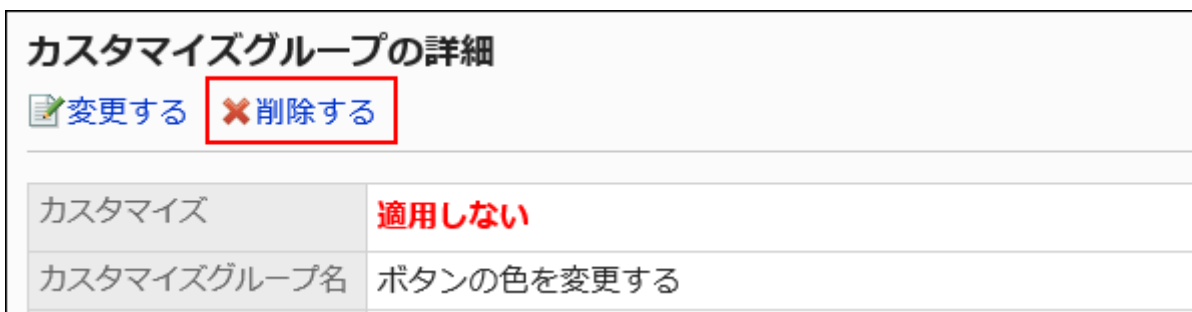 カスタマイズグループの詳細
変更する 削除する
カスタマイズ 適用しない
カスタマイズグループ名 ボタンの色を変更する